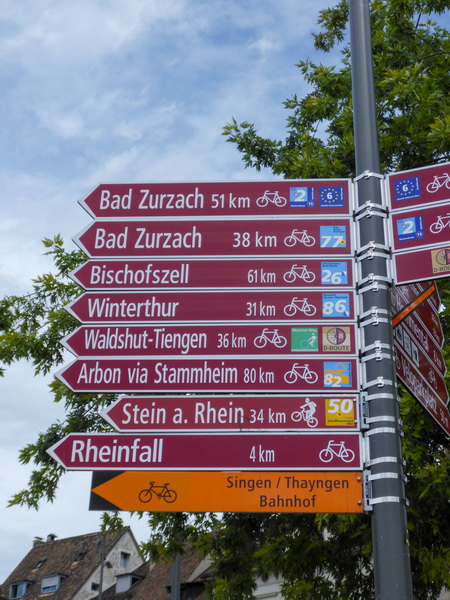 Bad Zurzach 51 km 2 6
Bad Zurzach 38 km 77
Bischofszell 61 km 26
Winterthur 31 km 86
Waldshut-Tiengen 36 km D-ROUTE
Arbon via Stammheim 80 km 82
Stein a. Rhein 34 km 50
Rheinfall 4 km
Singen / Thayngen
Bahnhof
6
2
D-ROUTE